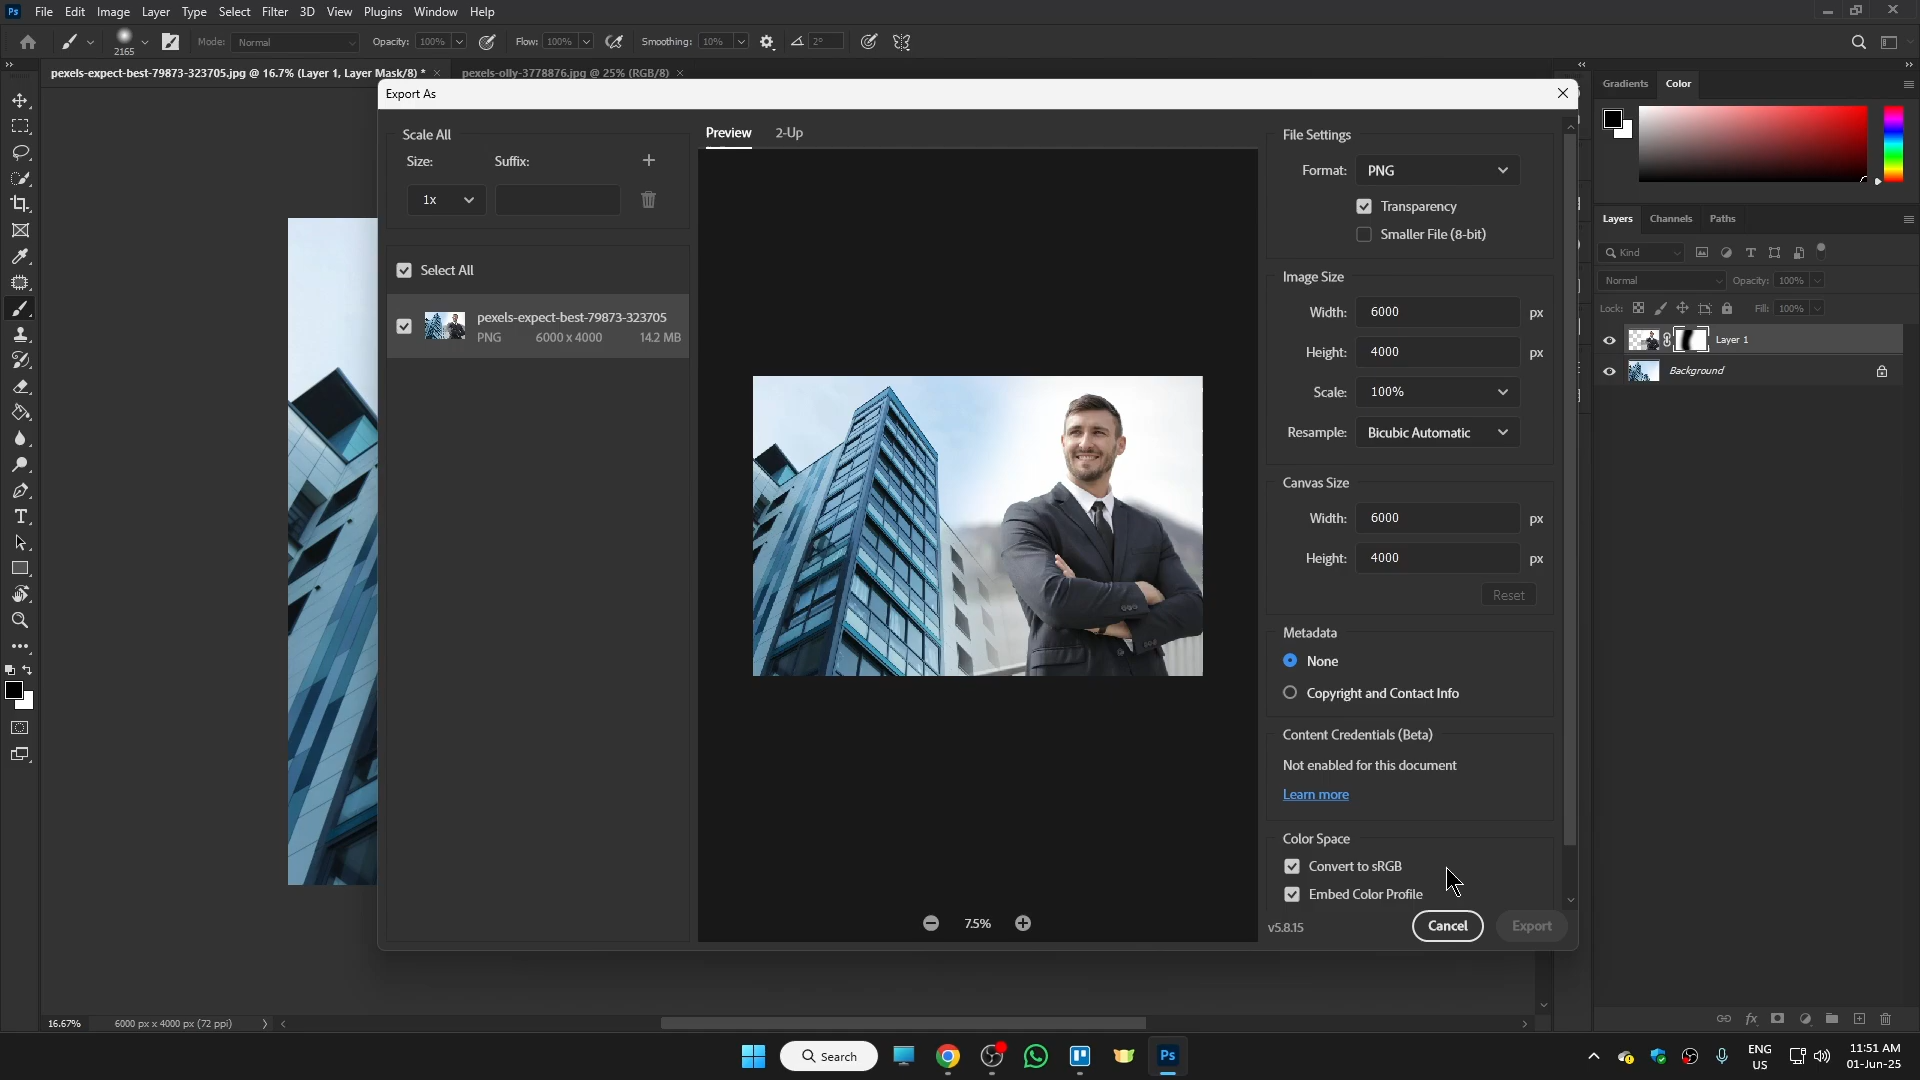 Ps File Edit Image Layer Type Select Filter 3D View Plugins Window Help
2165 Mode: Normal Opacity: 100% Flow: 100% Smoothing: 10% 2°
pexels-expect-best-79873-323705.jpg @ 16.7% (Layer 1, Layer Mask/8) * × pexels-olly-3778876.jpg @ 25% (RGB/8) ×
Export As
Scale All
Size: Suffix:
1x
Select All
pexels-expect-best-79873-323705
PNG 6000 x 4000 14.2 MB
Preview 2-Up
7.5%
File Settings
Format: PNG
Transparency
Smaller File (8-bit)
Image Size
Width: 6000 px
Height: 4000 px
Scale: 100%
Resample: Bicubic Automatic
Canvas Size
Width: 6000 px
Height: 4000 px
Reset
Metadata
None
Copyright and Contact Info
Content Credentials (Beta)
Not enabled for this document
Learn more
Color Space
Convert to sRGB
Embed Color Profile
v5.8.15 Cancel Export
Gradients Color
Layers Channels Paths
Kind
Normal Opacity: 100%
Lock: Fill: 100%
Layer 1
Background
16.67% 6000 px x 4000 px (72 ppi)
Search
Ps
ENG
US
11:51 AM
01-Jun-25